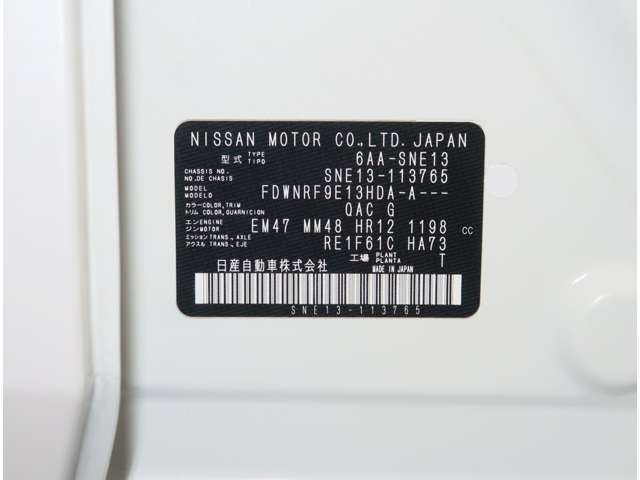 NISSAN MOTOR CO.,LTD. JAPAN
型式 TYPE TIPO 6AA-SNE13
CHASSIS NO. NO. DE CHASIS SNE13-113765
MODEL MODELO FDWNRF9E13HDA-A---
カラー COLOR, TRIM トリム COLOR, GUARNICION QAC G
エンジン ENGINE MOTOR EM47 MM48 HR12 1198 cc
ミッション TRANS., AXLE アクスル TRANS., EJE RE1F61C HA73
工場 PLANT PLANTA T
日産自動車株式会社 MADE IN JAPAN
SNE13-113765